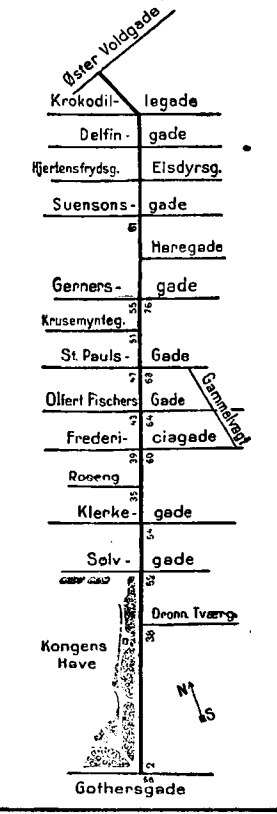 Øster Voldgade
Krokodil- legade
Delfin- gade
Hjertensfrydsg. Elsdyrsg.
Suensons- gade
61
Haregade
Gerners- gade
55 76
Krusemynteg.
51
St. Pauls- Gade
47 68
Gammelvagt
Olfert Fischers Gade
43 64
Frederi- ciagade
39 60
Roseng
35
Klerke- gade
54
Sølv- gade
52
Dronn. Tværg.
38
Kongens
Have
N
S
2
Gothersgade